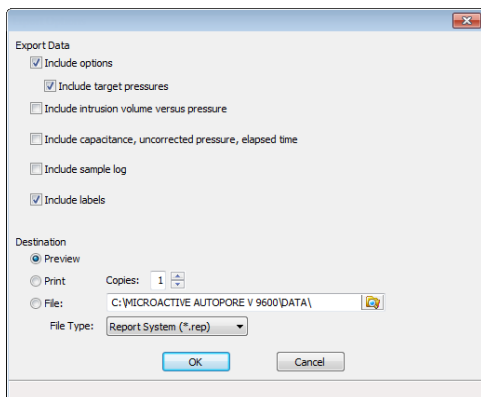 Export Data
Include options
Include target pressures
Include intrusion volume versus pressure
Include capacitance, uncorrected pressure, elapsed time
Include sample log
Include labels
Destination
Preview
Print Copies: 1
File: C:\MICROACTIVE AUTOPORE V 9600\DATA\
File Type: Report System (*.rep)
OK Cancel